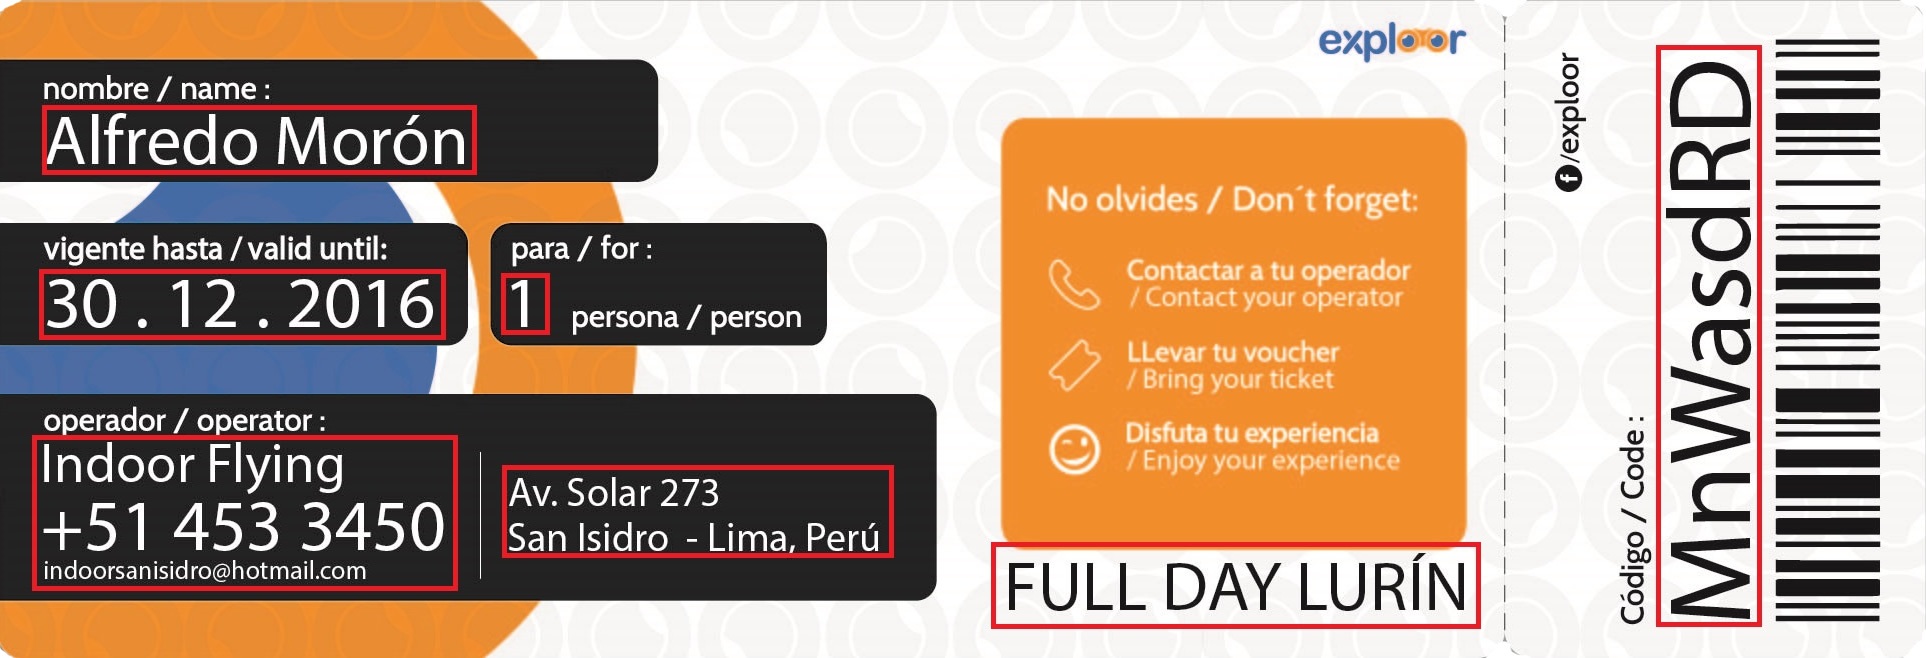 exploor
nombre / name :
Alfredo Morón
vigente hasta / valid until:
30 . 12 . 2016
para / for :
1 persona / person
operador / operator :
Indoor Flying
+51 453 3450
indoorsanisidro@hotmail.com
Av. Solar 273
San Isidro - Lima, Perú
No olvides / Don´t forget:
Contactar a tu operador
/ Contact your operator
LLevar tu voucher
/ Bring your ticket
Disfuta tu experiencia
/ Enjoy your experience
FULL DAY LURÍN
f/exploor
Código / Code :
MnWasdRD